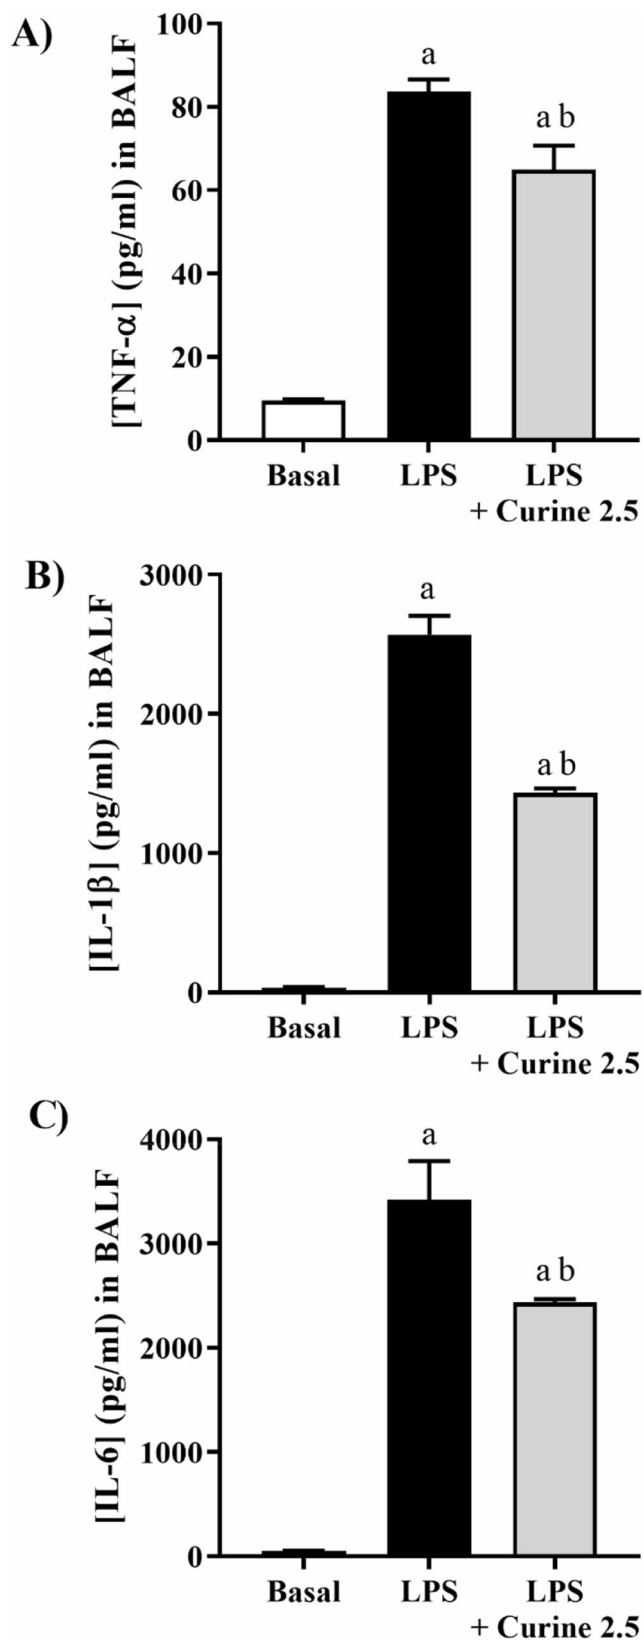 A)
[TNF-α] (pg/ml) in BALF
100
80
60
40
20
0
a
a b
Basal
LPS
LPS
+ Curine 2.5
B)
[IL-1β] (pg/ml) in BALF
3000
2000
1000
0
a
a b
Basal
LPS
LPS
+ Curine 2.5
C)
[IL-6] (pg/ml) in BALF
4000
3000
2000
1000
0
a
a b
Basal
LPS
LPS
+ Curine 2.5